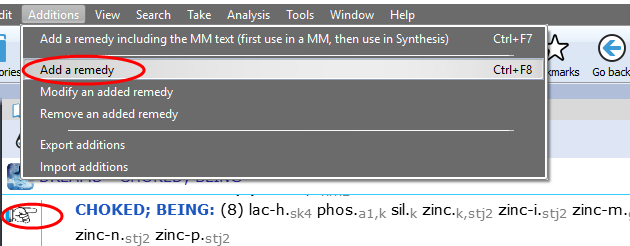 dit Additions View Search Take Analysis Tools Window Help
Add a remedy including the MM text (first use in a MM, then use in Synthesis) Ctrl+F7
ories
Add a remedy Ctrl+F8
kmarks Go back
Modify an added remedy
Remove an added remedy
Export additions
Import additions
DREAMS - CHOKED; BEING
CHOKED; BEING: (8) lac-h.sk4 phos.a1,k sil.k zinc.k,stj2 zinc-i.stj2 zinc-m.
zinc-n.stj2 zinc-p.stj2